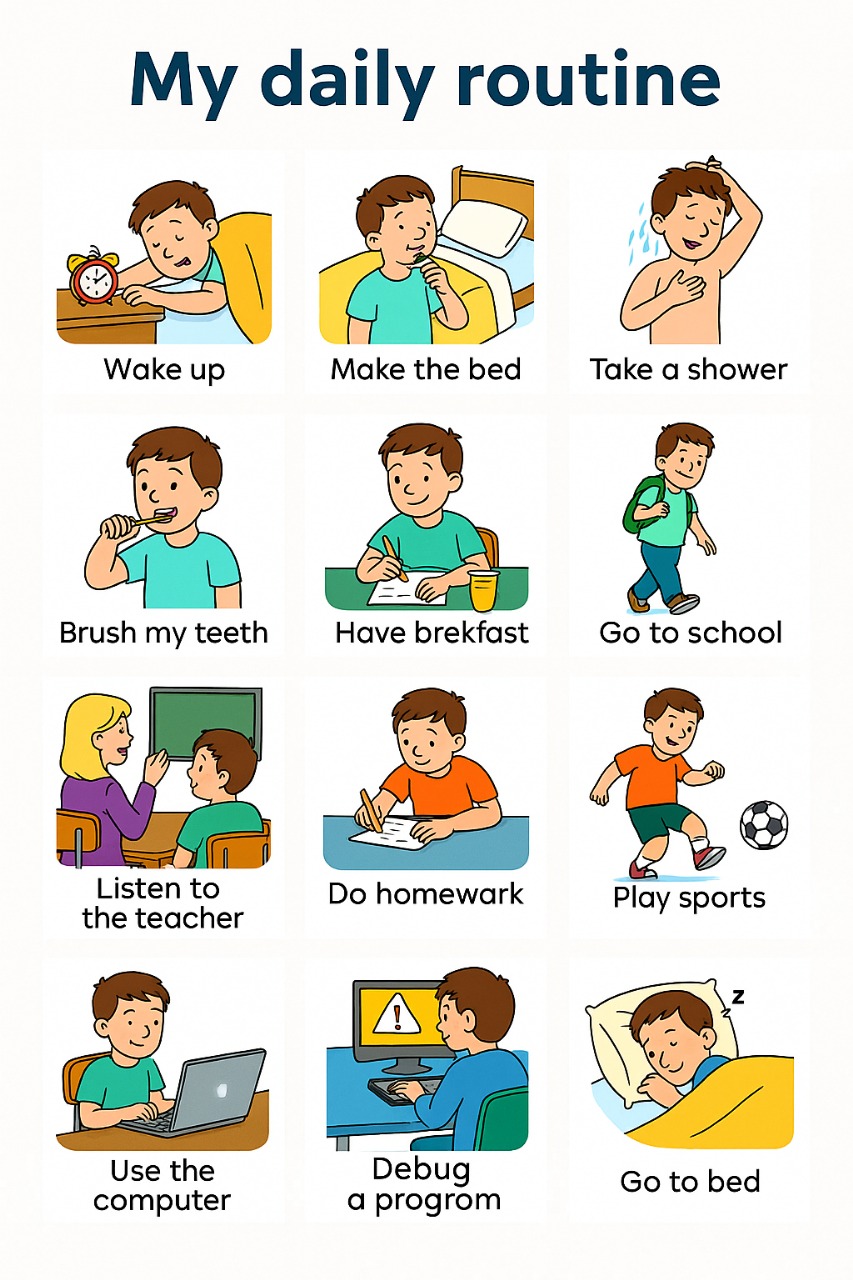 My daily routine
Wake up
Make the bed
Take a shower
Brush my teeth
Have brekfast
Go to school
Listen to
the teacher
Do homewark
Play sports
z
Use the
computer
!
Debug
a progrom
Go to bed